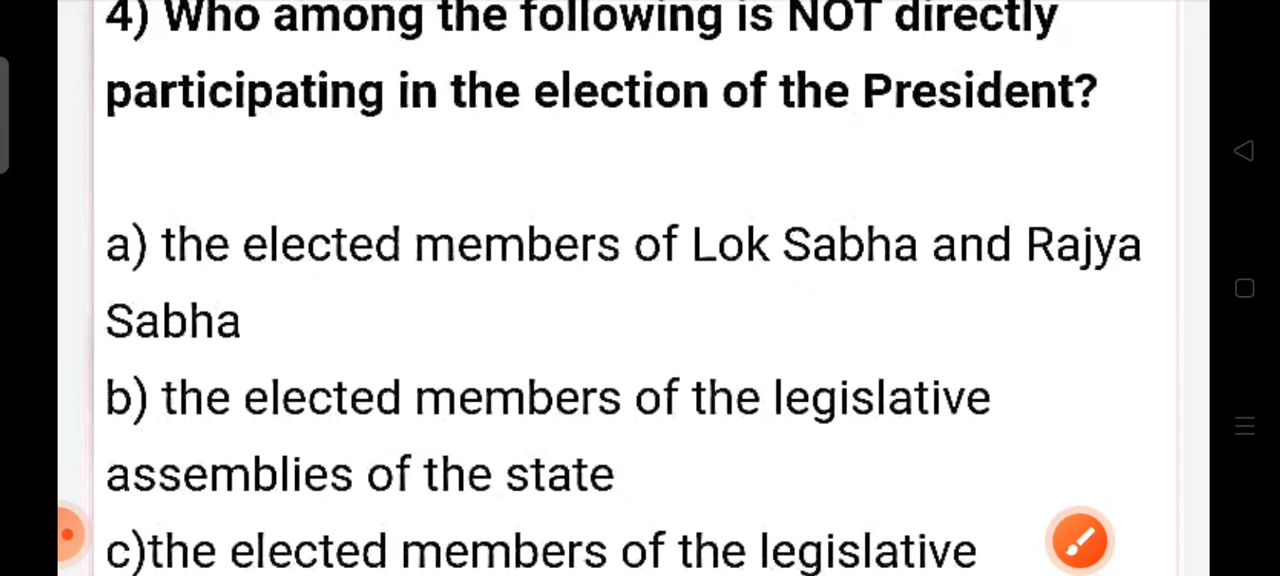 4) Who among the following is NOT directly
participating in the election of the President?
a) the elected members of Lok Sabha and Rajya
Sabha
b) the elected members of the legislative
assemblies of the state
c)the elected members of the legislative